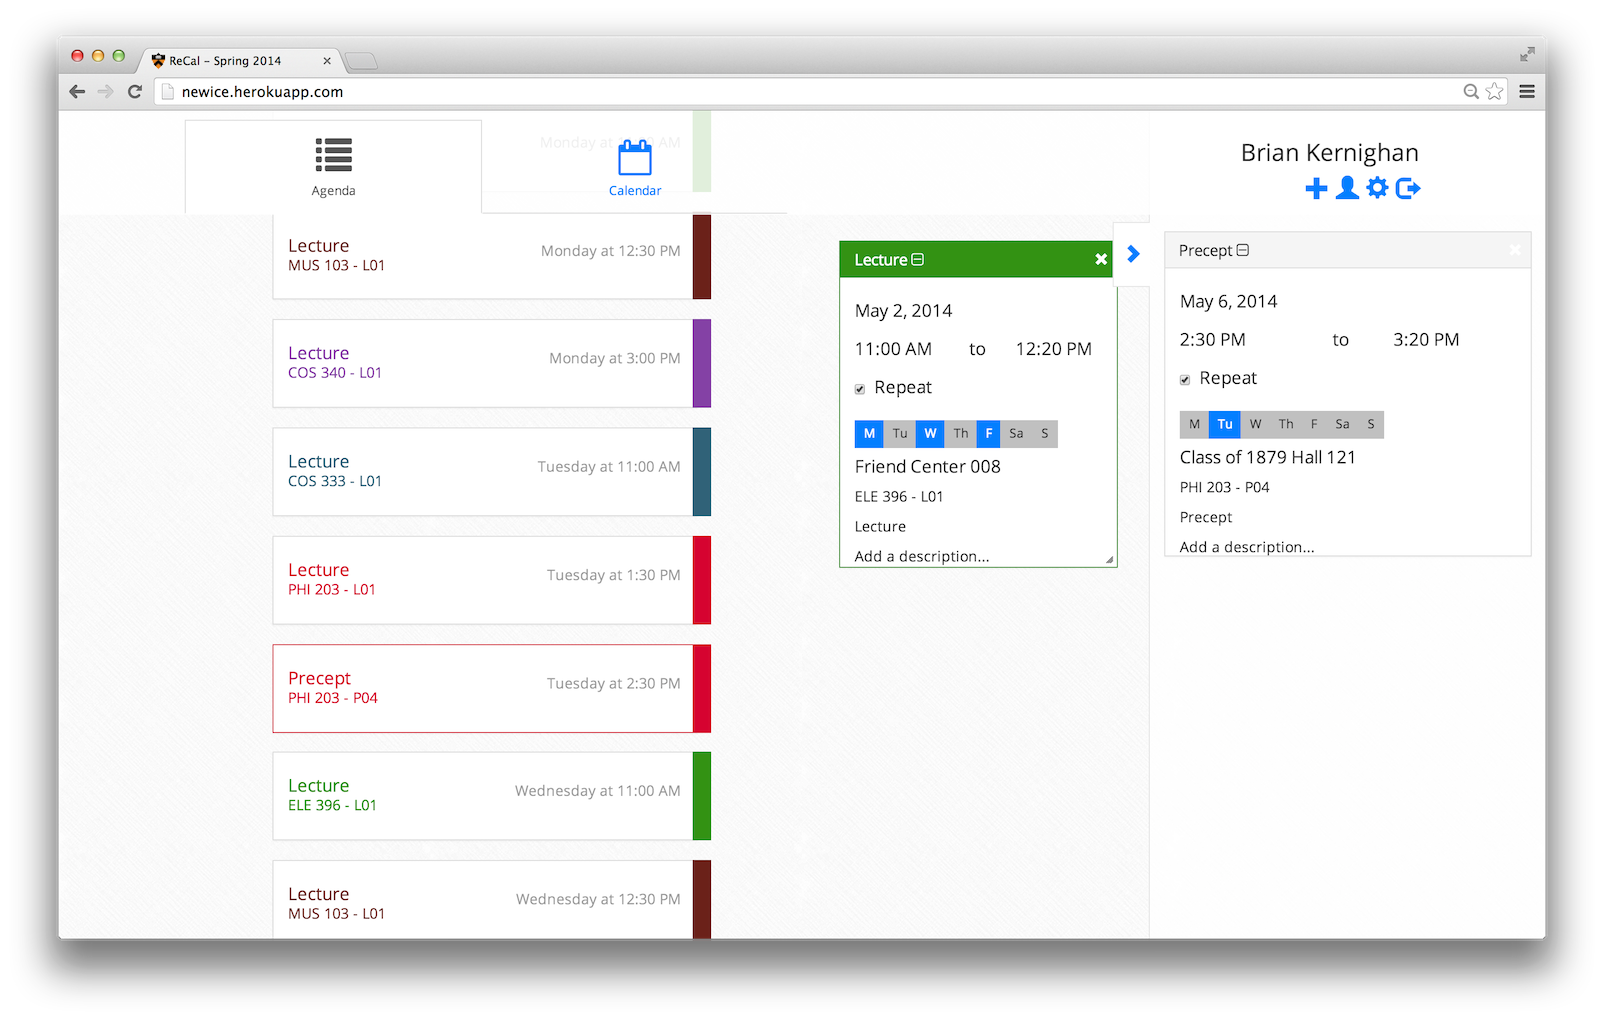 ReCal – Spring 2014
newice.herokuapp.com
Agenda
Calendar
Brian Kernighan
Lecture
MUS 103 - L01
Monday at 12:30 PM
Lecture
COS 340 - L01
Monday at 3:00 PM
Lecture
COS 333 - L01
Tuesday at 11:00 AM
Lecture
PHI 203 - L01
Tuesday at 1:30 PM
Precept
PHI 203 - P04
Tuesday at 2:30 PM
Lecture
ELE 396 - L01
Wednesday at 11:00 AM
Lecture
MUS 103 - L01
Wednesday at 12:30 PM
Lecture
May 2, 2014
11:00 AM to 12:20 PM
Repeat
M Tu W Th F Sa S
Friend Center 008
ELE 396 - L01
Lecture
Add a description...
Precept
May 6, 2014
2:30 PM to 3:20 PM
Repeat
M Tu W Th F Sa S
Class of 1879 Hall 121
PHI 203 - P04
Precept
Add a description...